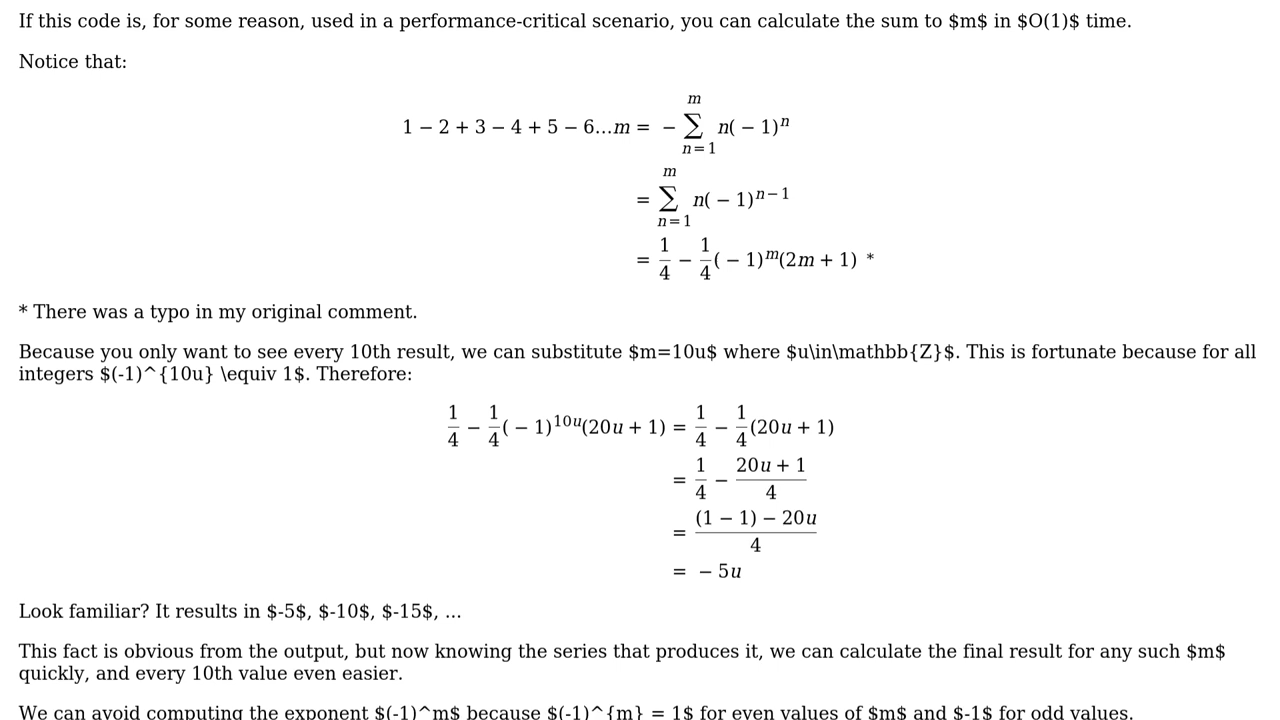 If this code is, for some reason, used in a performance-critical scenario, you can calculate the sum to $m$ in $O(1)$ time.
Notice that:
1 − 2 + 3 − 4 + 5 − 6...m = − ∑_{n=1}^{m} n( − 1)^n
= ∑_{n=1}^{m} n( − 1)^{n−1}
= 1/4 − 1/4( − 1)^m(2m + 1) *
* There was a typo in my original comment.
Because you only want to see every 10th result, we can substitute $m=10u$ where $u\in\mathbb{Z}$. This is fortunate because for all
integers $(-1)^{10u} \equiv 1$. Therefore:
1/4 − 1/4( − 1)^{10u}(20u + 1) = 1/4 − 1/4(20u + 1)
= 1/4 − (20u + 1)/4
= ((1 − 1) − 20u)/4
= − 5u
Look familiar? It results in $-5$, $-10$, $-15$, ...
This fact is obvious from the output, but now knowing the series that produces it, we can calculate the final result for any such $m$
quickly, and every 10th value even easier.
We can avoid computing the exponent $(-1)^m$ because $(-1)^{m} = 1$ for even values of $m$ and $-1$ for odd values.